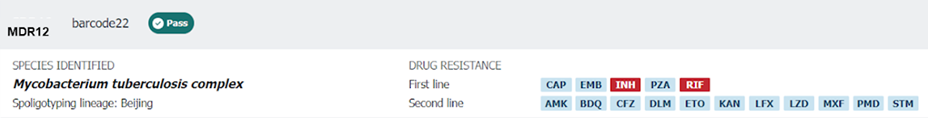 MDR12 barcode22 Pass
SPECIES IDENTIFIED DRUG RESISTANCE
Mycobacterium tuberculosis complex First line CAP EMB INH PZA RIF
Spoligotyping lineage: Beijing Second line AMK BDQ CFZ DLM ETO KAN LFX LZD MXF PMD STM